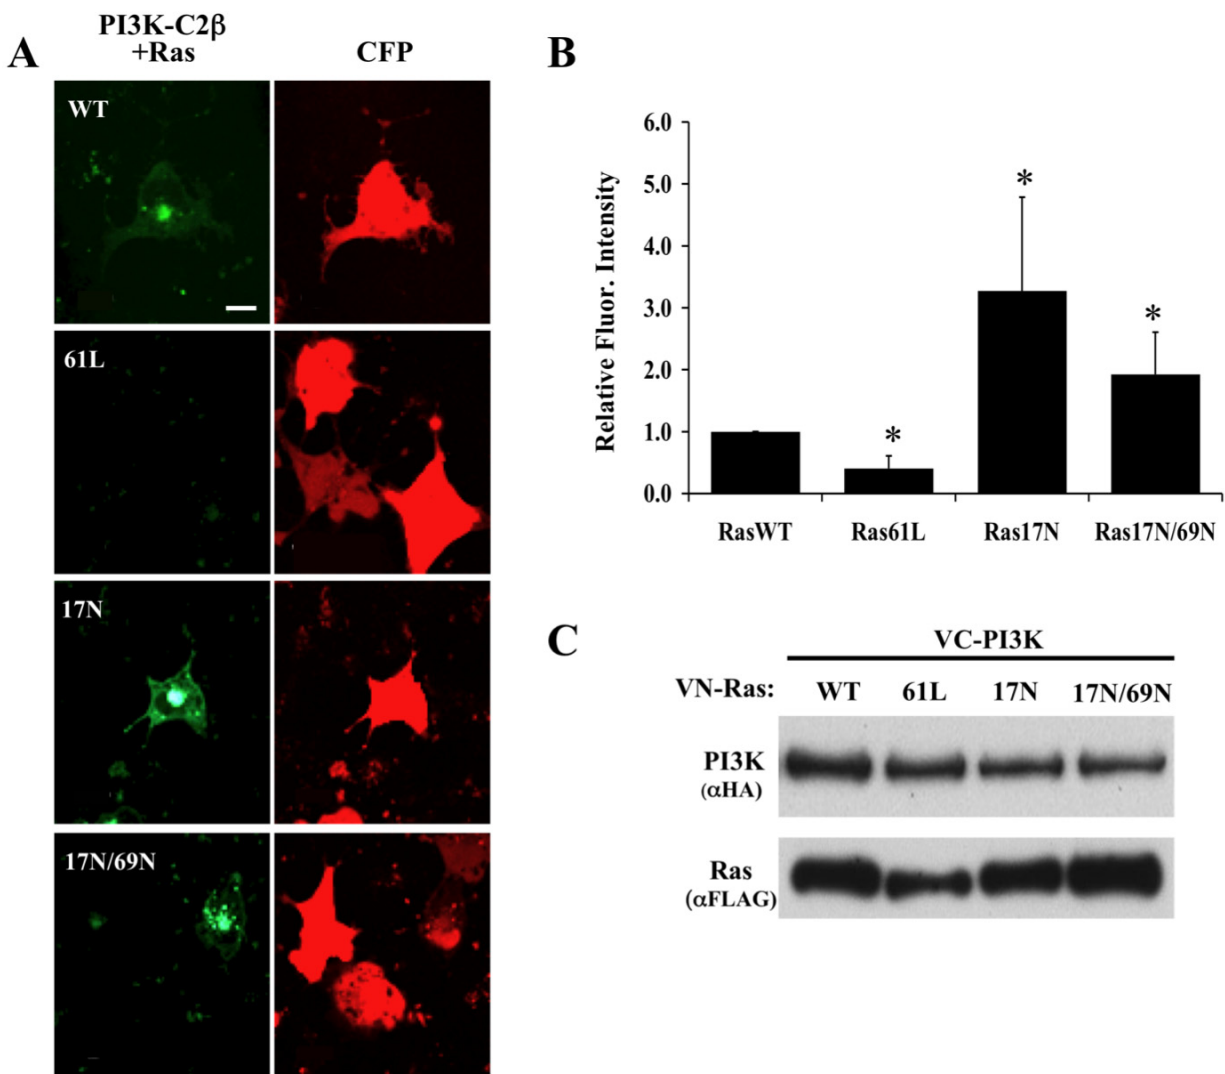 A
PI3K-C2β
+Ras
CFP
WT
61L
17N
17N/69N
B
Relative Fluor. Intensity
6.0
5.0
4.0
3.0
2.0
1.0
0.0
*
*
*
RasWT Ras61L Ras17N Ras17N/69N
C
VC-PI3K
VN-Ras: WT 61L 17N 17N/69N
PI3K
(αHA)
Ras
(αFLAG)